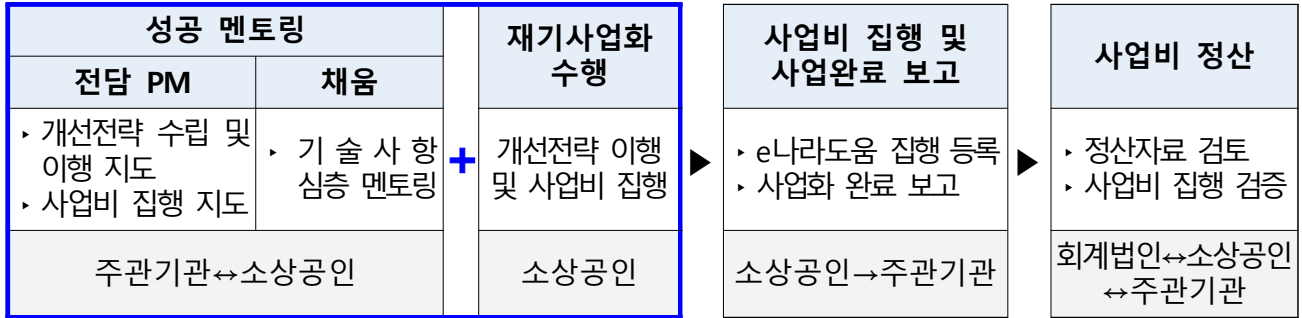 성공 멘토링
전담 PM
채움
‣ 개선전략 수립 및
이행 지도
‣ 사업비 집행 지도
‣ 기 술 사 항
심층 멘토링
주관기관↔소상공인
+
재기사업화
수행
개선전략 이행
및 사업비 집행
소상공인
▶
사업비 집행 및
사업완료 보고
‣ e나라도움 집행 등록
‣ 사업화 완료 보고
소상공인→주관기관
▶
사업비 정산
‣ 정산자료 검토
‣ 사업비 집행 검증
회계법인↔소상공인
↔주관기관